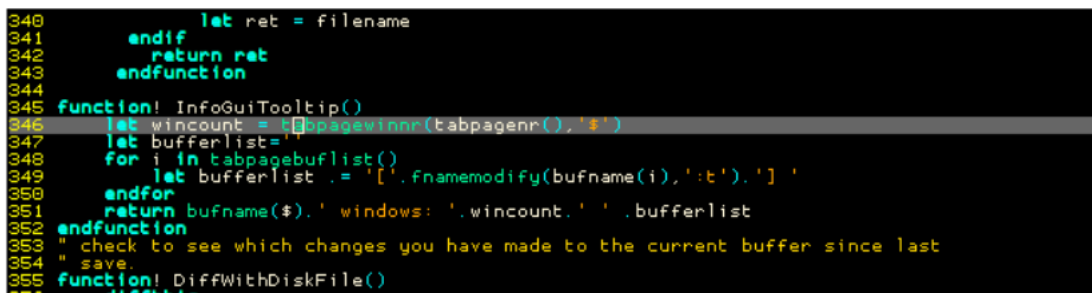 340                 let ret = filename
341         endif
342           return ret
343       endfunction
344
345 function! InfoGuiTooltip()
346     let wincount = tabpagewinnr(tabpagenr(),'$')
347     let bufferlist=''
348     for i in tabpagebuflist()
349         let bufferlist .= '['.fnamemodify(bufname(i),':t').'] '
350     endfor
351     return bufname($).' windows: '.wincount.' ' .bufferlist
352 endfunction
353 " check to see which changes you have made to the current buffer since last
354 " save.
355 function! DiffWithDiskFile()